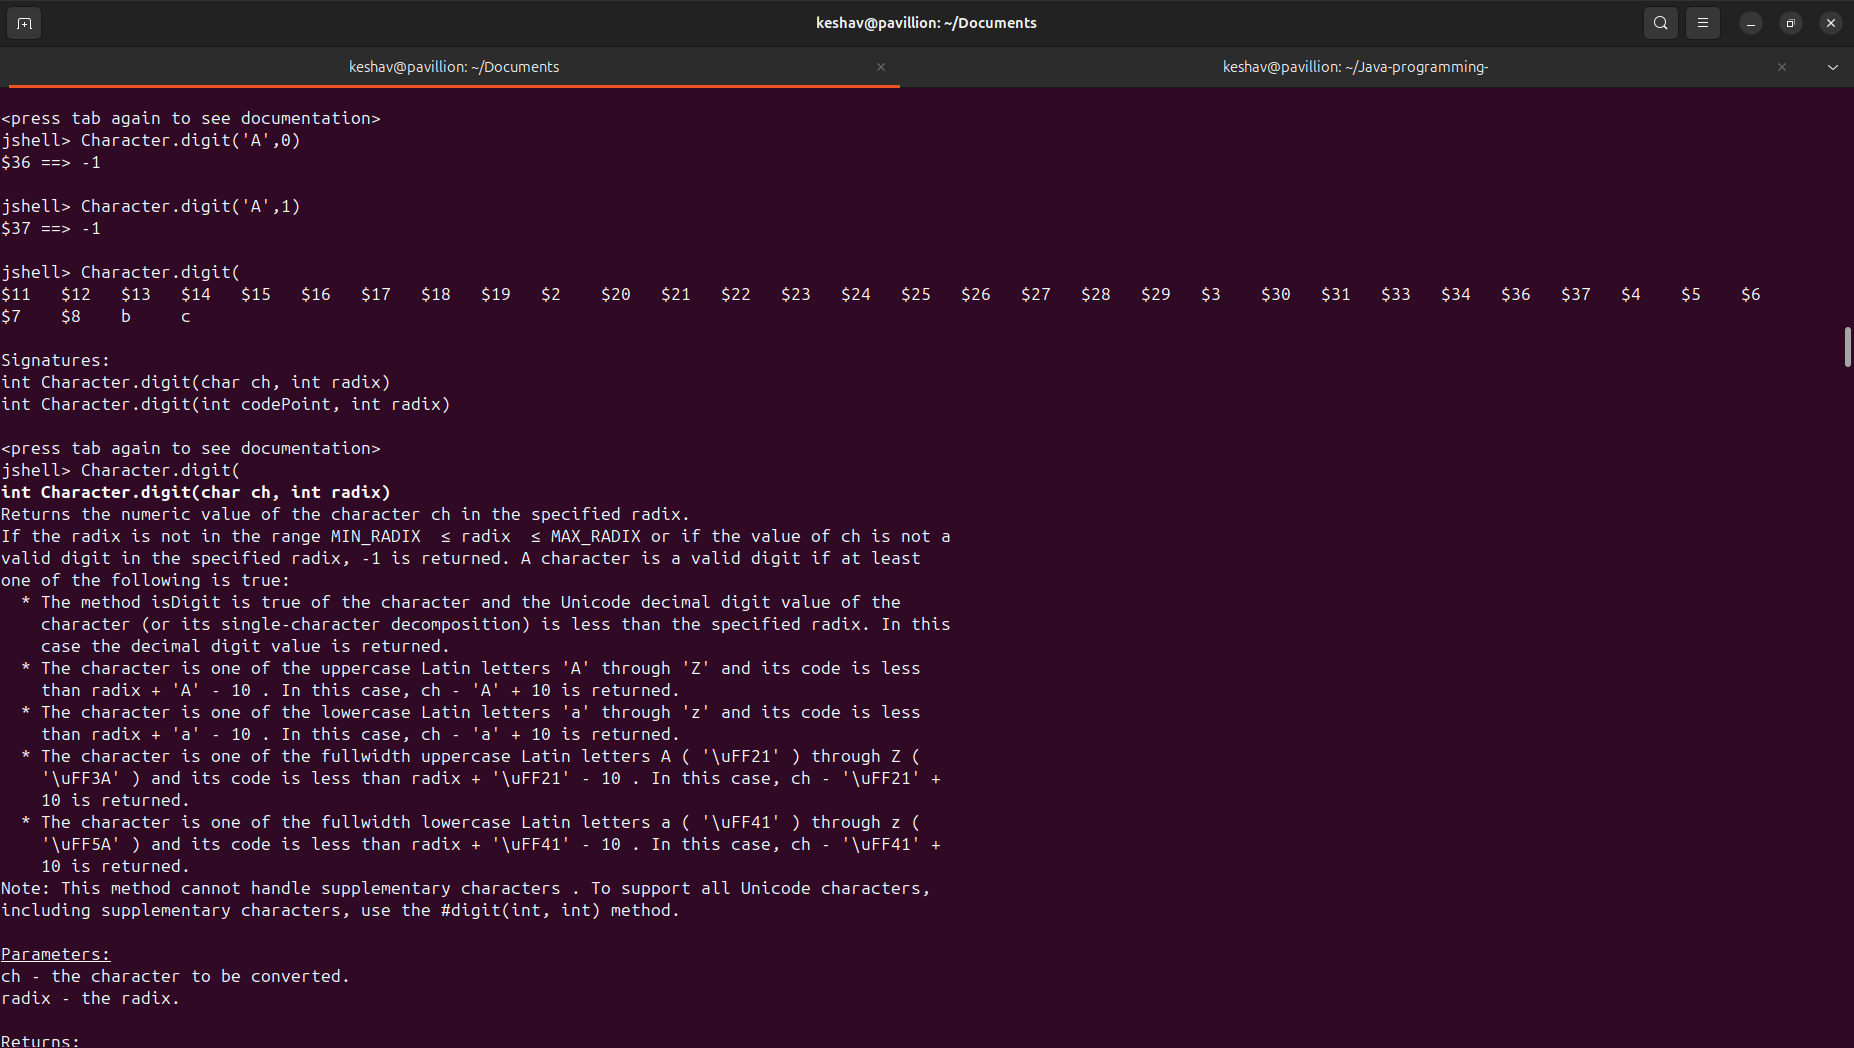 keshav@pavillion: ~/Documents
keshav@pavillion: ~/Documents
keshav@pavillion: ~/Java-programming-
<press tab again to see documentation>
jshell> Character.digit('A',0)
$36 ==> -1
jshell> Character.digit('A',1)
$37 ==> -1
jshell> Character.digit(
$11   $12   $13   $14   $15   $16   $17   $18   $19   $2    $20   $21   $22   $23   $24   $25   $26   $27   $28   $29   $3    $30   $31   $33   $34   $36   $37   $4    $5    $6
$7    $8    b     c
Signatures:
int Character.digit(char ch, int radix)
int Character.digit(int codePoint, int radix)
<press tab again to see documentation>
jshell> Character.digit(
int Character.digit(char ch, int radix)
Returns the numeric value of the character ch in the specified radix.
If the radix is not in the range MIN_RADIX  ≤ radix  ≤ MAX_RADIX or if the value of ch is not a
valid digit in the specified radix, -1 is returned. A character is a valid digit if at least
one of the following is true:
  * The method isDigit is true of the character and the Unicode decimal digit value of the
    character (or its single-character decomposition) is less than the specified radix. In this
    case the decimal digit value is returned.
  * The character is one of the uppercase Latin letters 'A' through 'Z' and its code is less
    than radix + 'A' - 10 . In this case, ch - 'A' + 10 is returned.
  * The character is one of the lowercase Latin letters 'a' through 'z' and its code is less
    than radix + 'a' - 10 . In this case, ch - 'a' + 10 is returned.
  * The character is one of the fullwidth uppercase Latin letters A ( '\uFF21' ) through Z (
    '\uFF3A' ) and its code is less than radix + '\uFF21' - 10 . In this case, ch - '\uFF21' +
    10 is returned.
  * The character is one of the fullwidth lowercase Latin letters a ( '\uFF41' ) through z (
    '\uFF5A' ) and its code is less than radix + '\uFF41' - 10 . In this case, ch - '\uFF41' +
    10 is returned.
Note: This method cannot handle supplementary characters . To support all Unicode characters,
including supplementary characters, use the #digit(int, int) method.
Parameters:
ch - the character to be converted.
radix - the radix.
Returns: